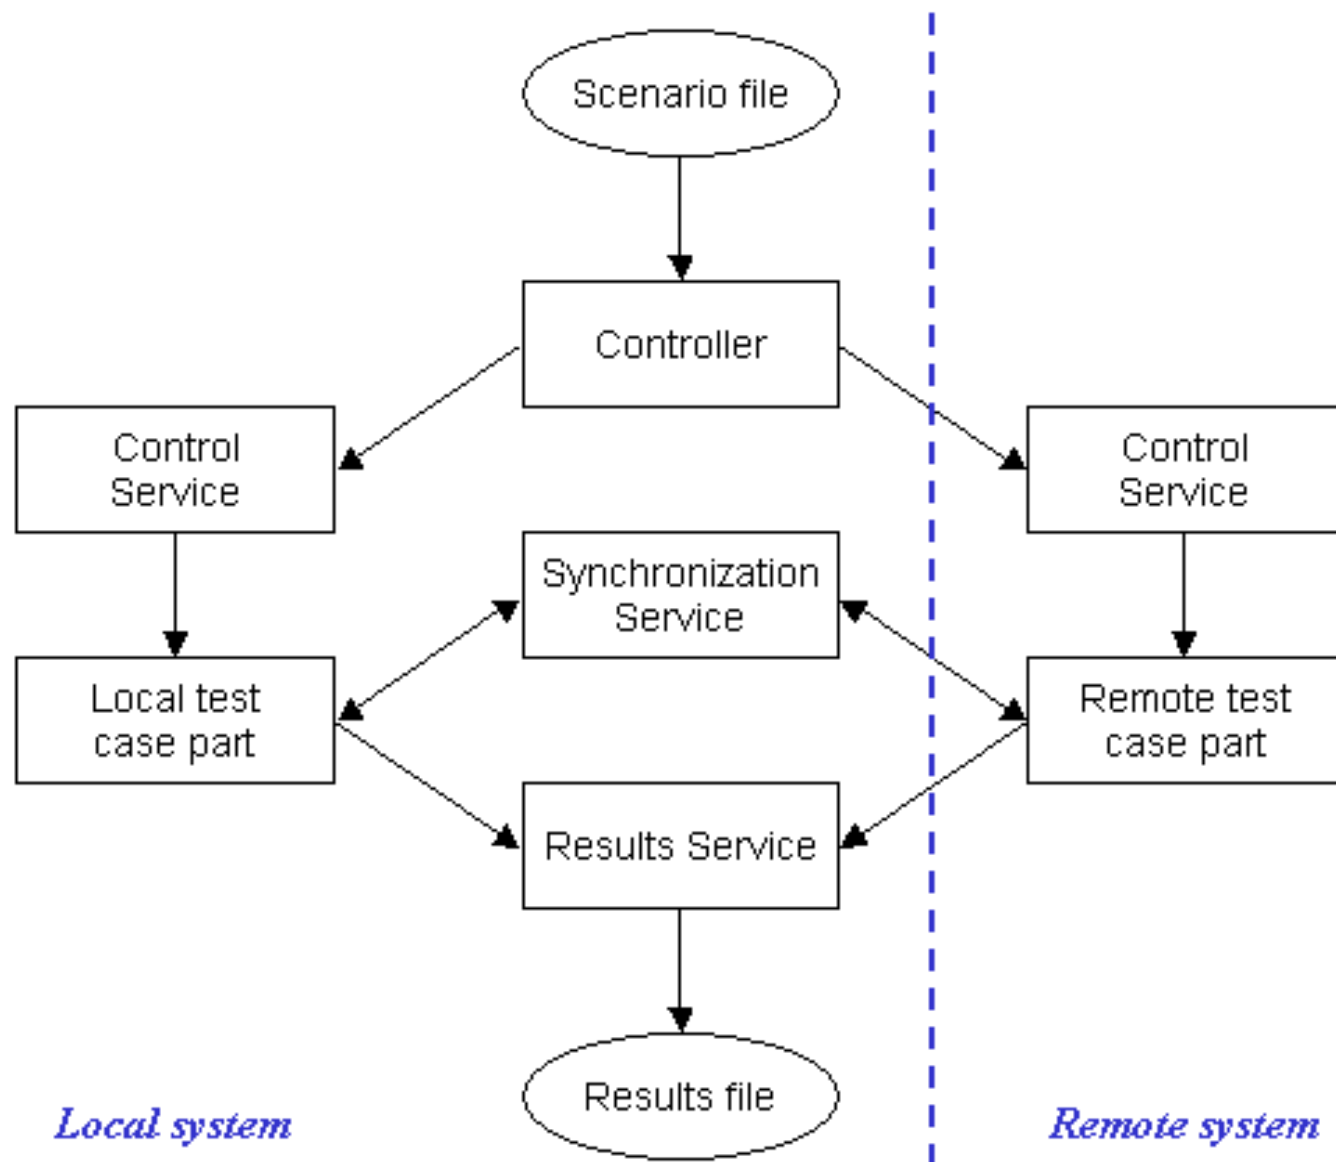 Scenario file
Controller
Control
Service
Control
Service
Synchronization
Service
Local test
case part
Remote test
case part
Results Service
Results file
Local system
Remote system